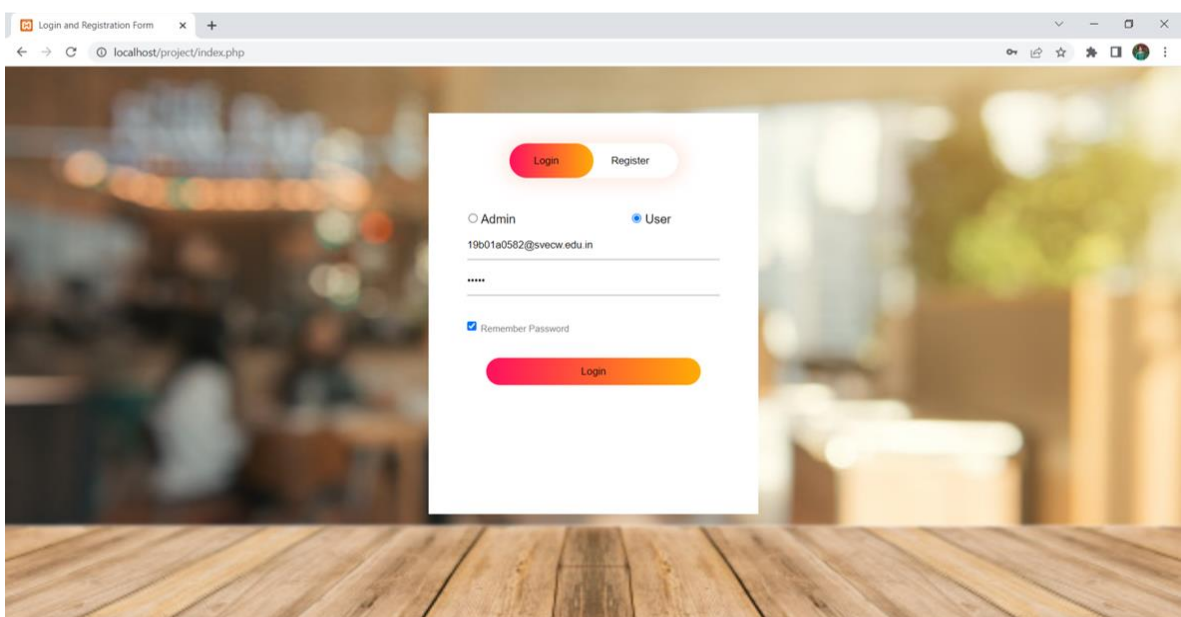 Login and Registration Form
localhost/project/index.php
Login Register
Admin User
19b01a0582@svecw.edu.in
•••••
Remember Password
Login